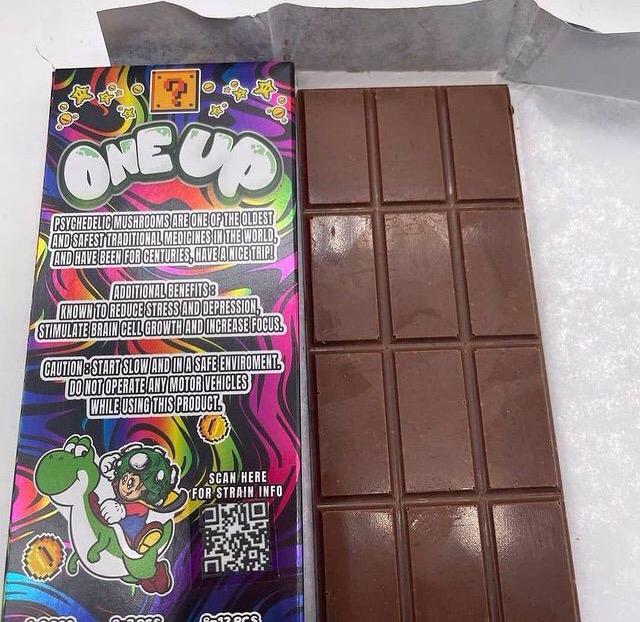 ?
ONE UP
PSYCHEDELIC MUSHROOMS ARE ONE OF THE OLDEST
AND SAFEST TRADITIONAL MEDICINES IN THE WORLD,
AND HAVE BEEN FOR CENTURIES, HAVE A NICE TRIP!
ADDITIONAL BENEFITS:
KNOWN TO REDUCE STRESS AND DEPRESSION,
STIMULATE BRAIN CELL GROWTH AND INCREASE FOCUS.
CAUTION: START SLOW AND IN A SAFE ENVIROMENT.
DO NOT OPERATE ANY MOTOR VEHICLES
WHILE USING THIS PRODUCT.
SCAN HERE
FOR STRAIN INFO